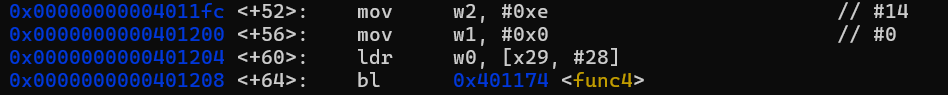 0x00000000004011fc <+52>: mov w2, #0xe // #14
0x0000000000401200 <+56>: mov w1, #0x0 // #0
0x0000000000401204 <+60>: ldr w0, [x29, #28]
0x0000000000401208 <+64>: bl 0x401174 <func4>